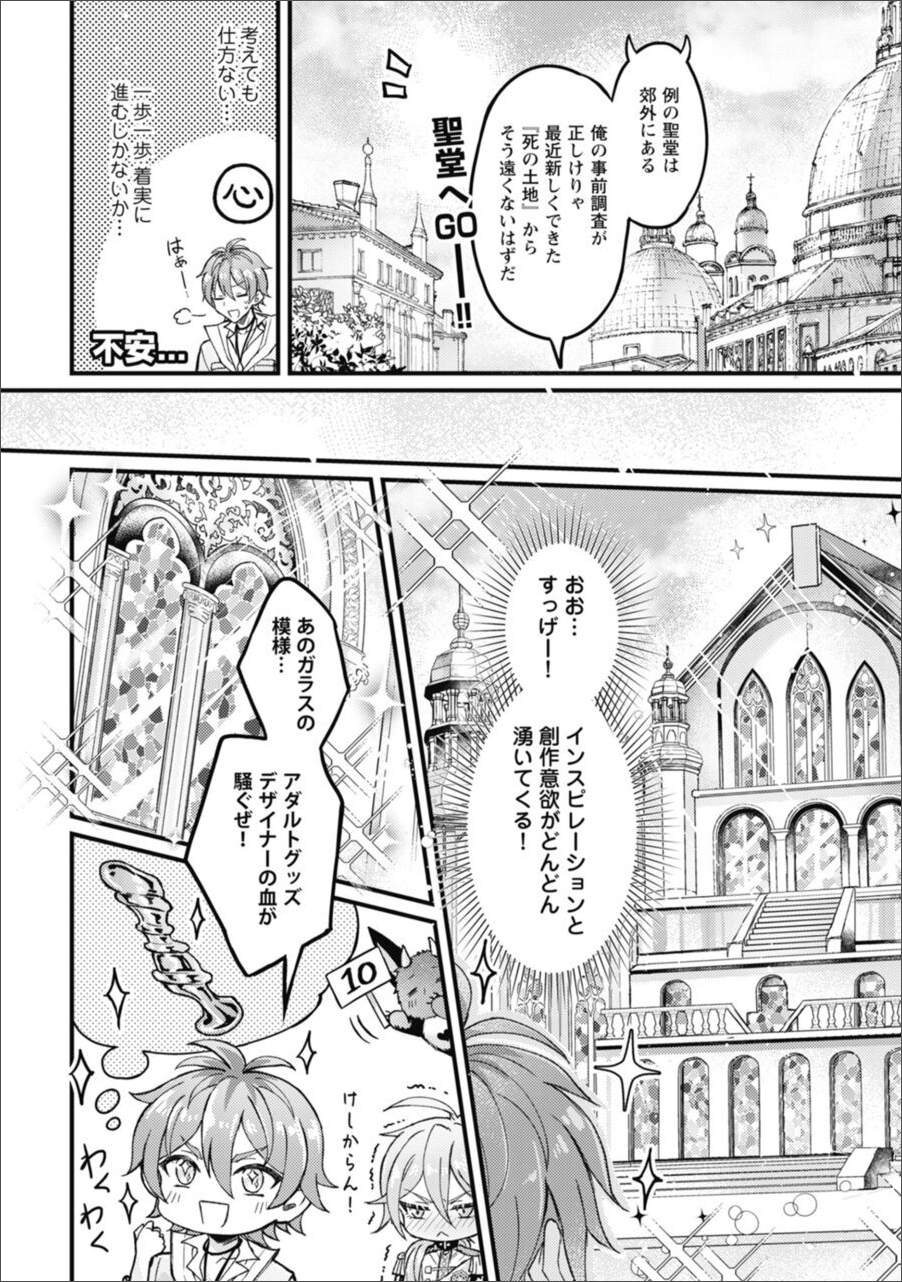 例の聖堂は
郊外にある
俺の事前調査が
正しけりゃ
最近新しくできた
『死の土地』から
そう遠くないはずだ
聖堂へ
GO━━!!
考えても
仕方ない…
一歩一歩着実に
進むしかないか…
心
はぁー
不安…
おお…
すっげー!
インスピレーションと
創作意欲がどんどん
湧いてくる!
あのガラスの
模様…
アダルトグッズ
デザイナーの血が
騒ぐぜ!
10
けしからん!
わくわく